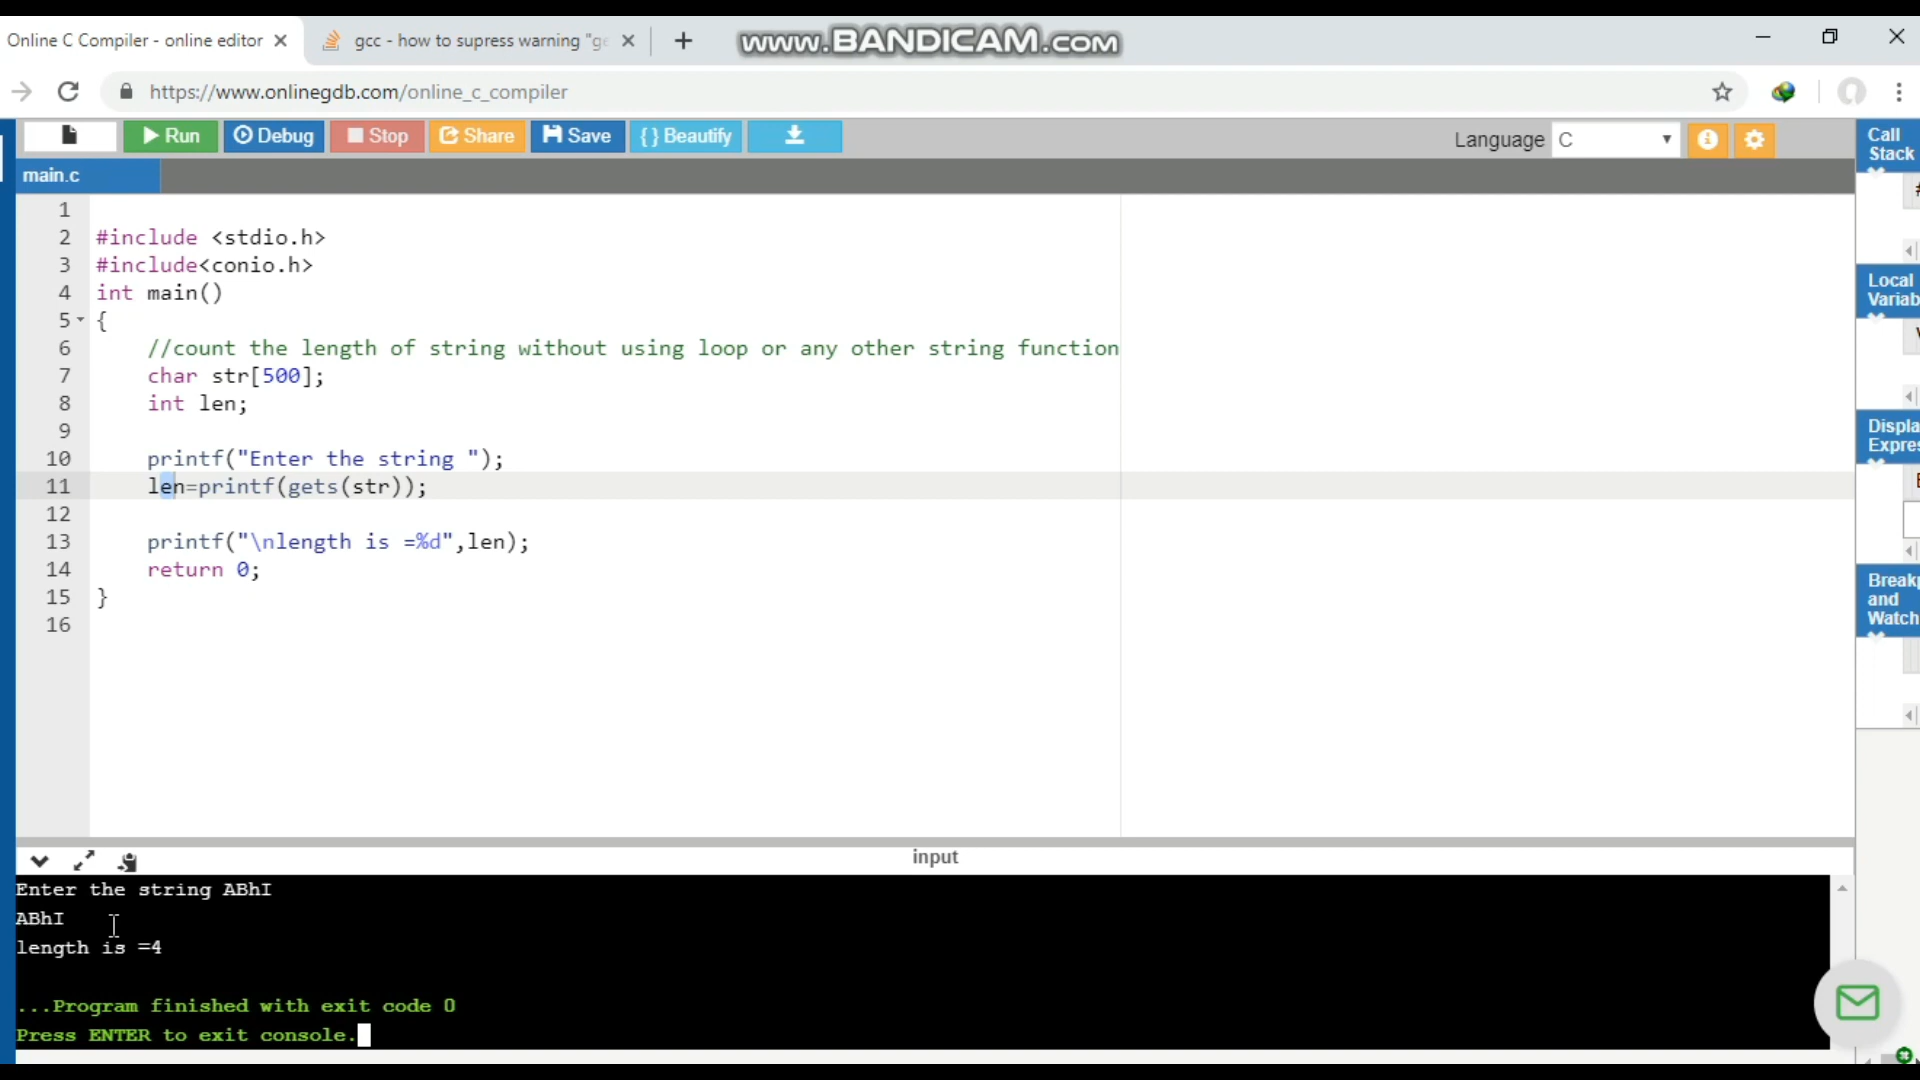 Online C Compiler - online editor
gcc - how to supress warning "ge
www.BANDICAM.com
https://www.onlinegdb.com/online_c_compiler
Run
Debug
Stop
Share
Save
{ } Beautify
Language C
Call
Stack
main.c
1
2 #include <stdio.h>
3 #include<conio.h>
4 int main()
5 {
6 //count the length of string without using loop or any other string function
7 char str[500];
8 int len;
9
10 printf("Enter the string ");
11 len=printf(gets(str));
12
13 printf("\nlength is =%d",len);
14 return 0;
15 }
16
Local
Variab
Displa
Expres
Breakp
and
Watch
input
Enter the string ABhI
ABhI
length is =4
...Program finished with exit code 0
Press ENTER to exit console.